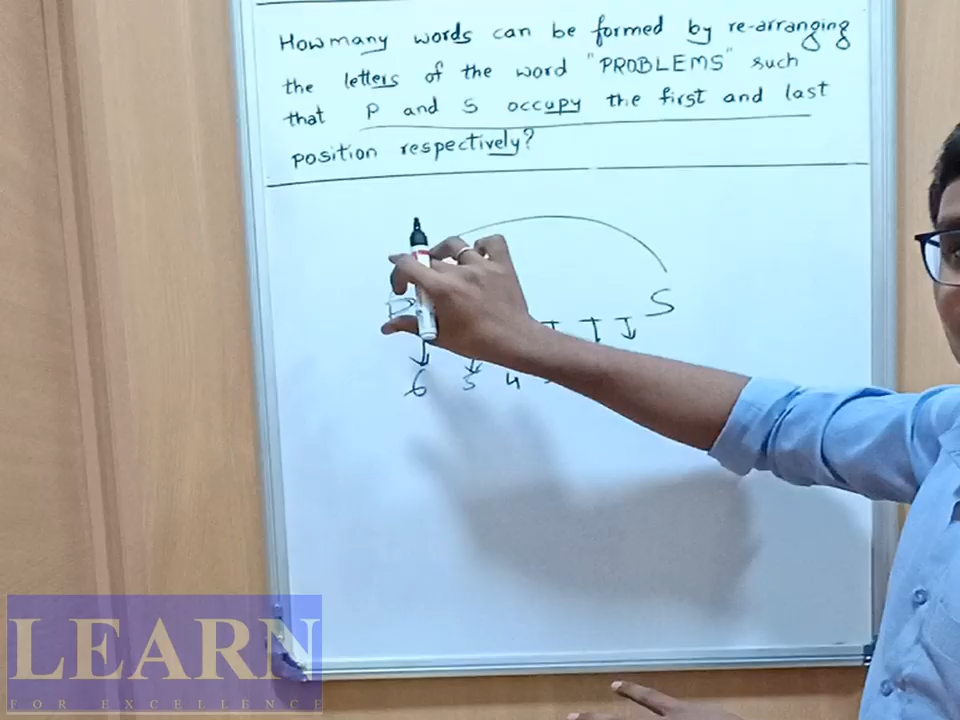 How many words can be formed by re-arranging
the letters of the word "PROBLEMS" such
that P and S occupy the first and last
position respectively?
P S
6 5 4
LEARN
FOR EXCELLENCE